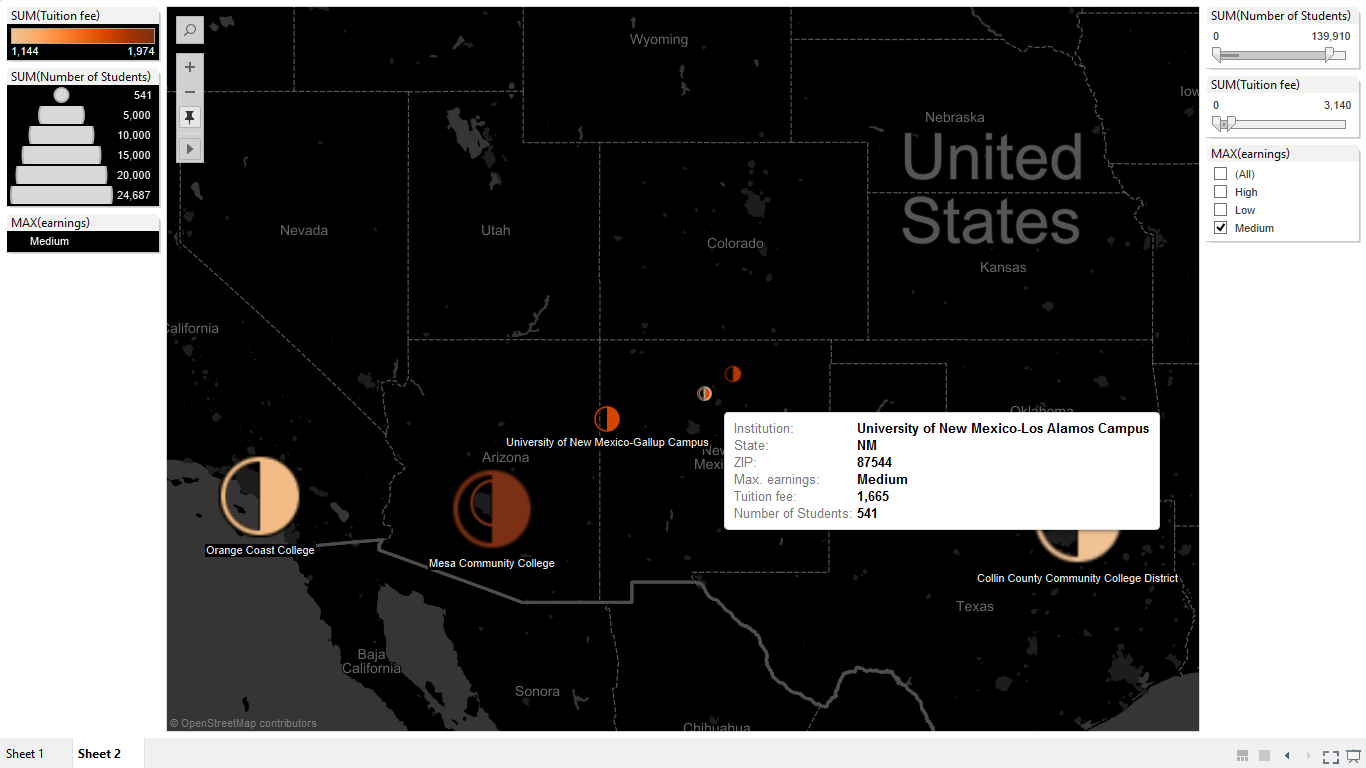 SUM(Tuition fee)
1,144 1,974
SUM(Number of Students)
541
5,000
10,000
15,000
20,000
24,687
MAX(earnings)
Medium
Wyoming
Nebraska
Iow
United
States
Nevada
Utah
Colorado
Kansas
California
Oklahoma
University of New Mexico-Gallup Campus
Arizona
New
Mexi
Institution: University of New Mexico-Los Alamos Campus
State: NM
ZIP: 87544
Max. earnings: Medium
Tuition fee: 1,665
Number of Students: 541
Orange Coast College
Mesa Community College
Collin County Community College District
Texas
Baja
California
Sonora
Chihuahua
© OpenStreetMap contributors
SUM(Number of Students)
0 139,910
SUM(Tuition fee)
0 3,140
MAX(earnings)
(All)
High
Low
Medium
Sheet 1 Sheet 2